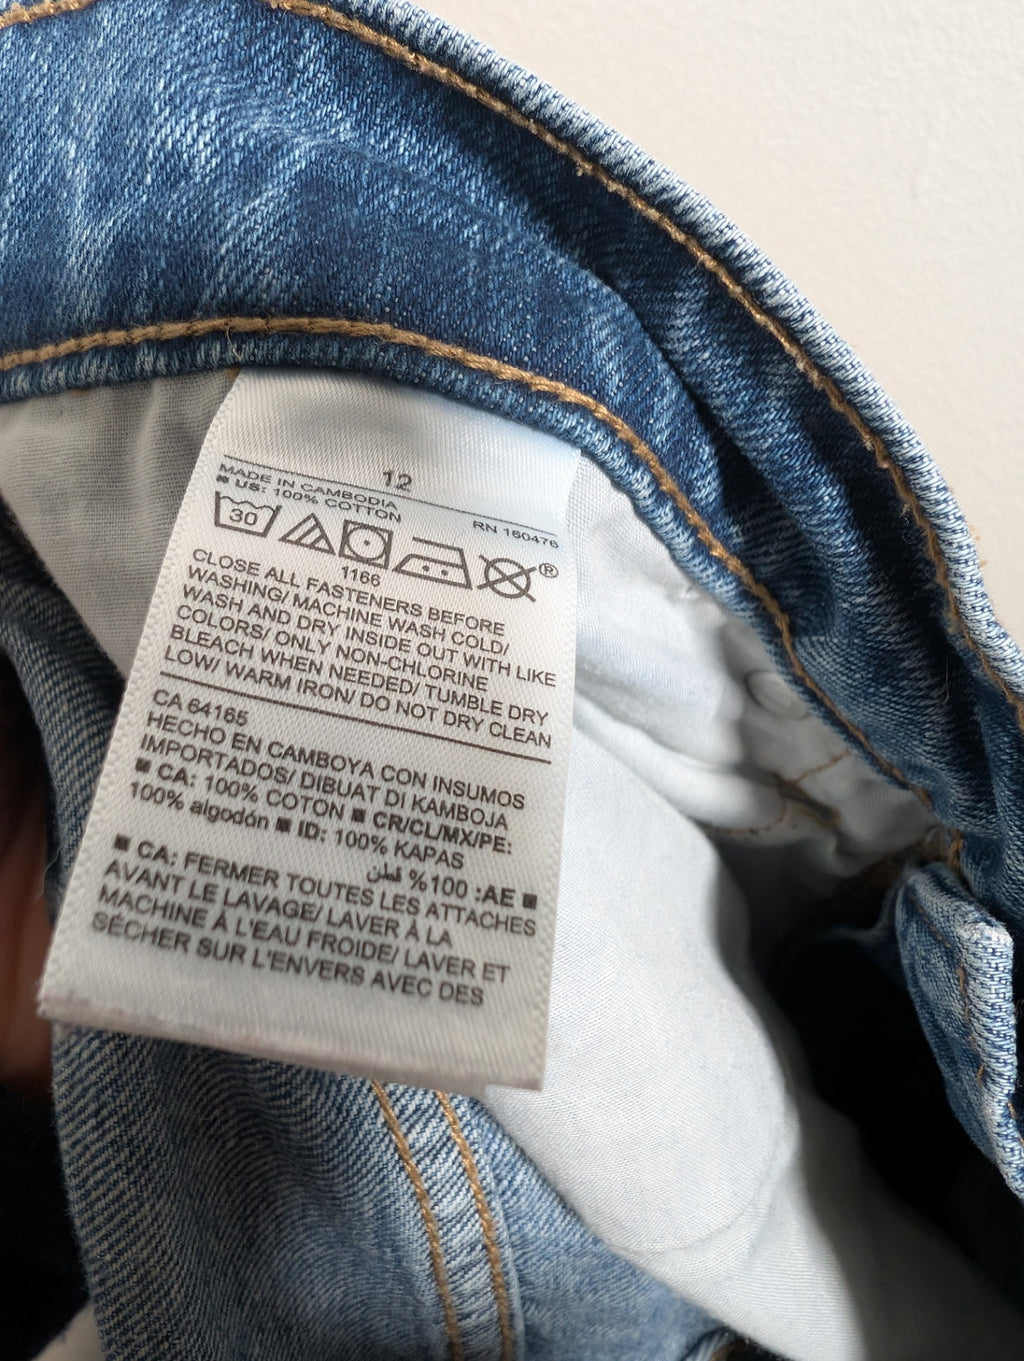 12
MADE IN CAMBODIA
■ US: 100% COTTON
RN 160476
30
1166
®
CLOSE ALL FASTENERS BEFORE
WASHING/ MACHINE WASH COLD/
WASH AND DRY INSIDE OUT WITH LIKE
COLORS/ ONLY NON-CHLORINE
BLEACH WHEN NEEDED/ TUMBLE DRY
LOW/ WARM IRON/ DO NOT DRY CLEAN
CA 64165
HECHO EN CAMBOYA CON INSUMOS
IMPORTADOS/ DIBUAT DI KAMBOJA
■ CA: 100% COTON ■ CR/CL/MX/PE:
100% algodón ■ ID: 100% KAPAS
■ AE: 100% قطن
■ CA: FERMER TOUTES LES ATTACHES
AVANT LE LAVAGE/ LAVER À LA
MACHINE À L'EAU FROIDE/ LAVER ET
SÉCHER SUR L'ENVERS AVEC DES